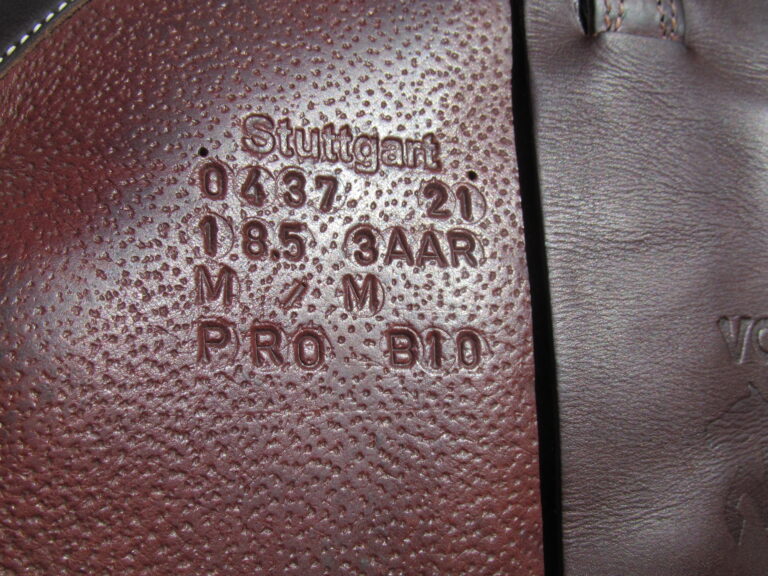 Stuttgart
0437 21
18.5 3AAR
M / M
PRO B10